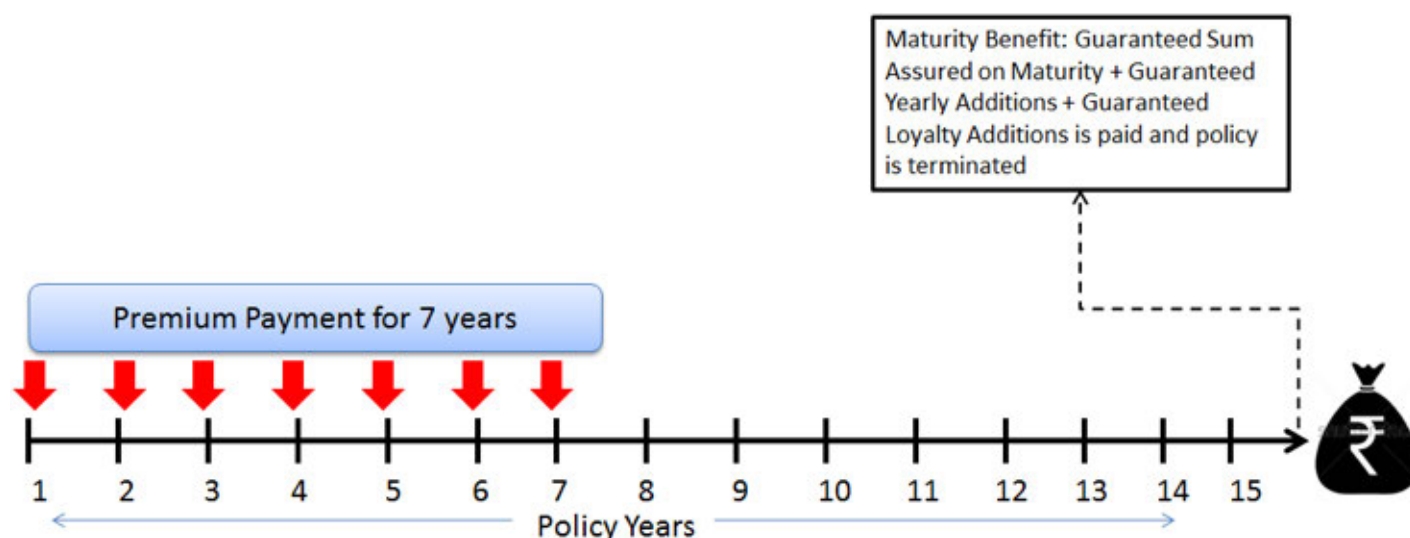 Maturity Benefit: Guaranteed Sum
Assured on Maturity + Guaranteed
Yearly Additions + Guaranteed
Loyalty Additions is paid and policy
is terminated
Premium Payment for 7 years
1 2 3 4 5 6 7 8 9 10 11 12 13 14 15
Policy Years
₹